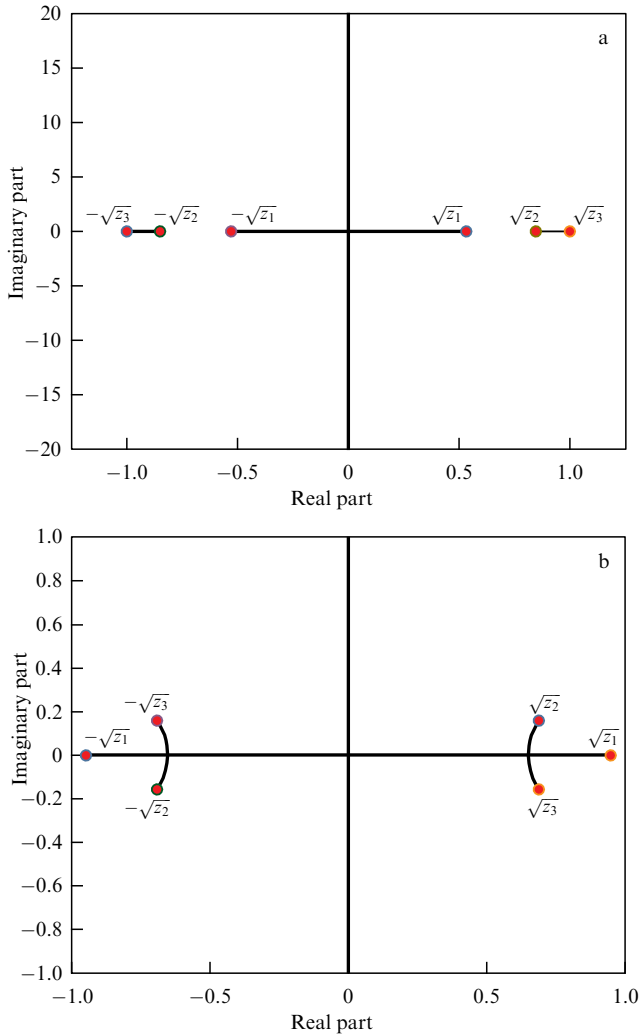 20
a
15
10
5
−√z₃ −√z₂ −√z₁ √z₁ √z₂ √z₃
0
−5
−10
−15
−20
Imaginary part
−1.0 −0.5 0 0.5 1.0
Real part
1.0
b
0.8
0.6
0.4
−√z₃ √z₂
0.2
−√z₁ √z₁
0
−0.2
−√z₂ √z₃
−0.4
−0.6
−0.8
−1.0
Imaginary part
−1.0 −0.5 0 0.5 1.0
Real part